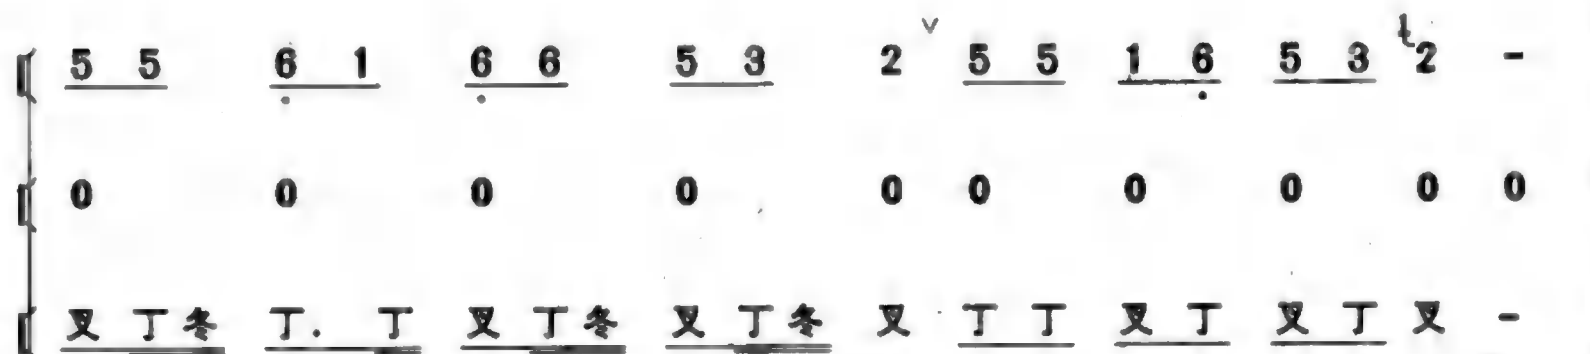 5 5 6 1 6 6 5 3 2 ˅ 5 5 1 6 5 3 2 -
0 0 0 0 0 0 0 0 0 0
叉 丁 冬 丁. 丁 叉 丁 冬 叉 丁 冬 叉 丁 丁 叉 丁 叉 丁 叉 -